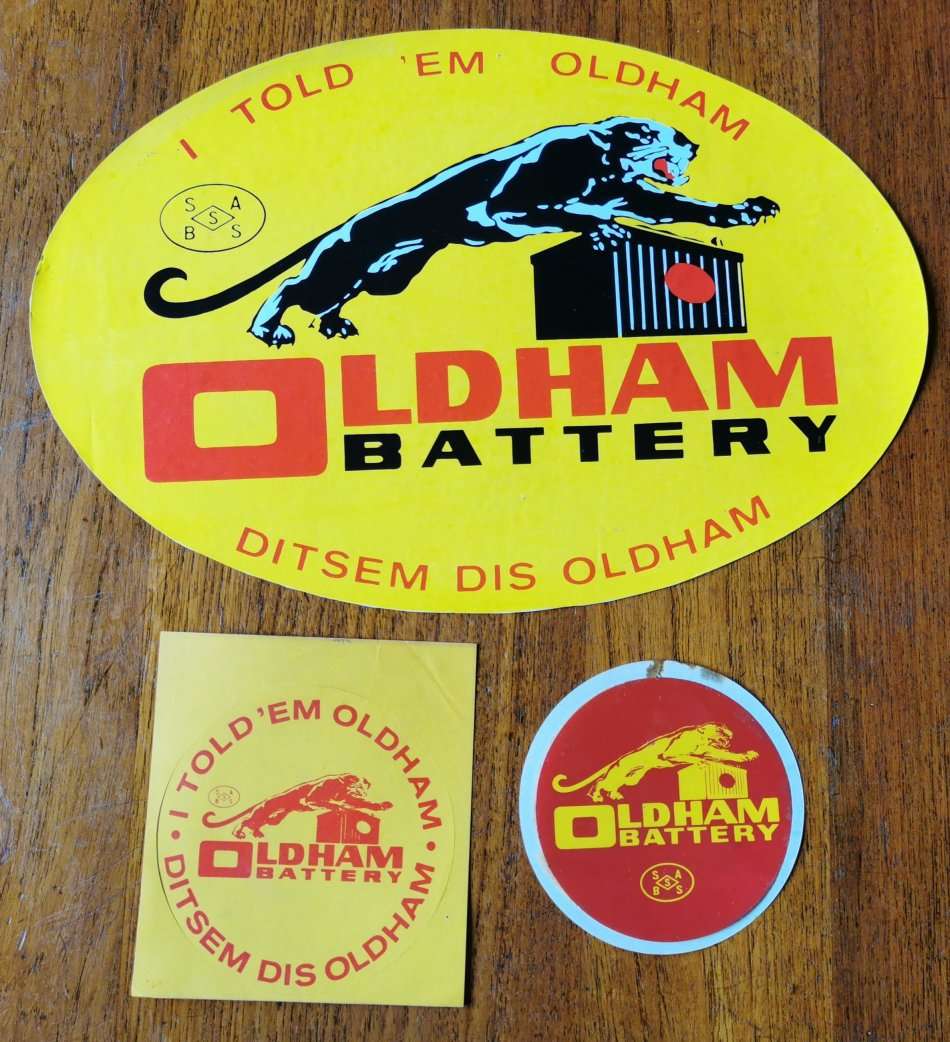 I TOLD 'EM OLDHAM
S A
S
B S
OLDHAM
BATTERY
DITSEM DIS OLDHAM
• I TOLD 'EM OLDHAM •
S A
S
B S
OLDHAM
BATTERY
DITSEM DIS OLDHAM
OLDHAM
BATTERY
S A
S
B S